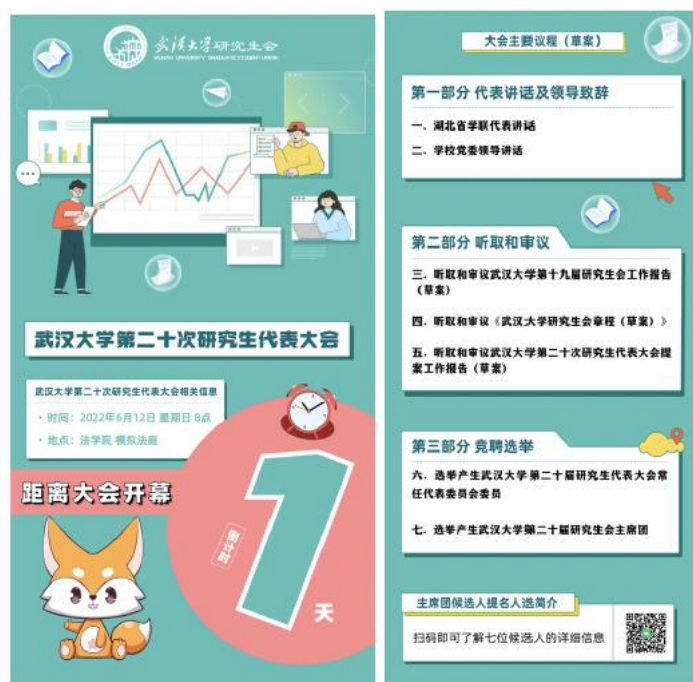 武汉大学研究生会
WUHAN UNIVERSITY GRADUATE STUDENT UNION
武汉大学第二十次研究生代表大会
武汉大学第二十次研究生代表大会相关信息
·时间:2022年6月12日 星期日 8点
·地点:法学院 模拟法庭
距离大会开幕
倒计时
1
天
大会主要议程(草案)
第一部分 代表讲话及领导致辞
一. 湖北省学联代表讲话
二. 学校党委领导讲话
第二部分 听取和审议
三. 听取和审议武汉大学第十九届研究生会工作报告
(草案)
四. 听取和审议《武汉大学研究生会章程(草案)》
五. 听取和审议武汉大学第二十次研究生代表大会提
案工作报告(草案)
第三部分 竞聘选举
六. 选举产生武汉大学第二十届研究生代表大会常
任代表委员会委员
七. 选举产生武汉大学第二十届研究生会主席团
主席团候选人提名人选简介
扫码即可了解七位候选人的详细信息